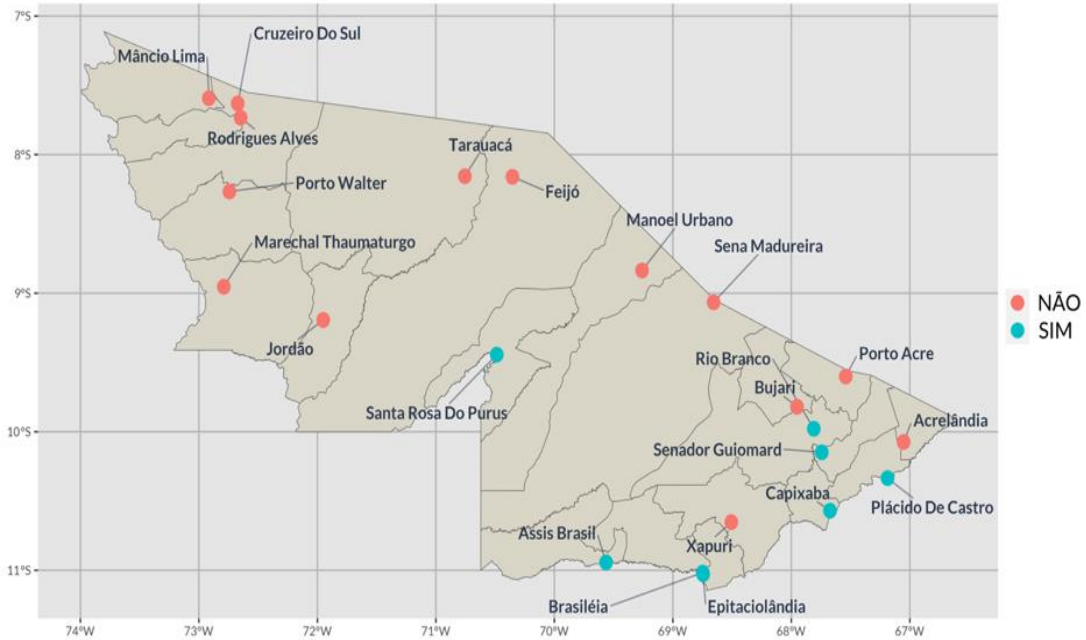 7°S
Cruzeiro Do Sul
Mâncio Lima
Rodrigues Alves
8°S
Tarauacá
Porto Walter
Feijó
Manoel Urbano
Marechal Thaumaturgo
Sena Madureira
9°S
NÃO
SIM
Jordão
Rio Branco
Porto Acre
Bujari
Santa Rosa Do Purus
Acrelândia
10°S
Senador Guiomard
Capixaba
Plácido De Castro
Assis Brasil
Xapuri
11°S
Brasiléia
Epitaciolândia
74°W 73°W 72°W 71°W 70°W 69°W 68°W 67°W